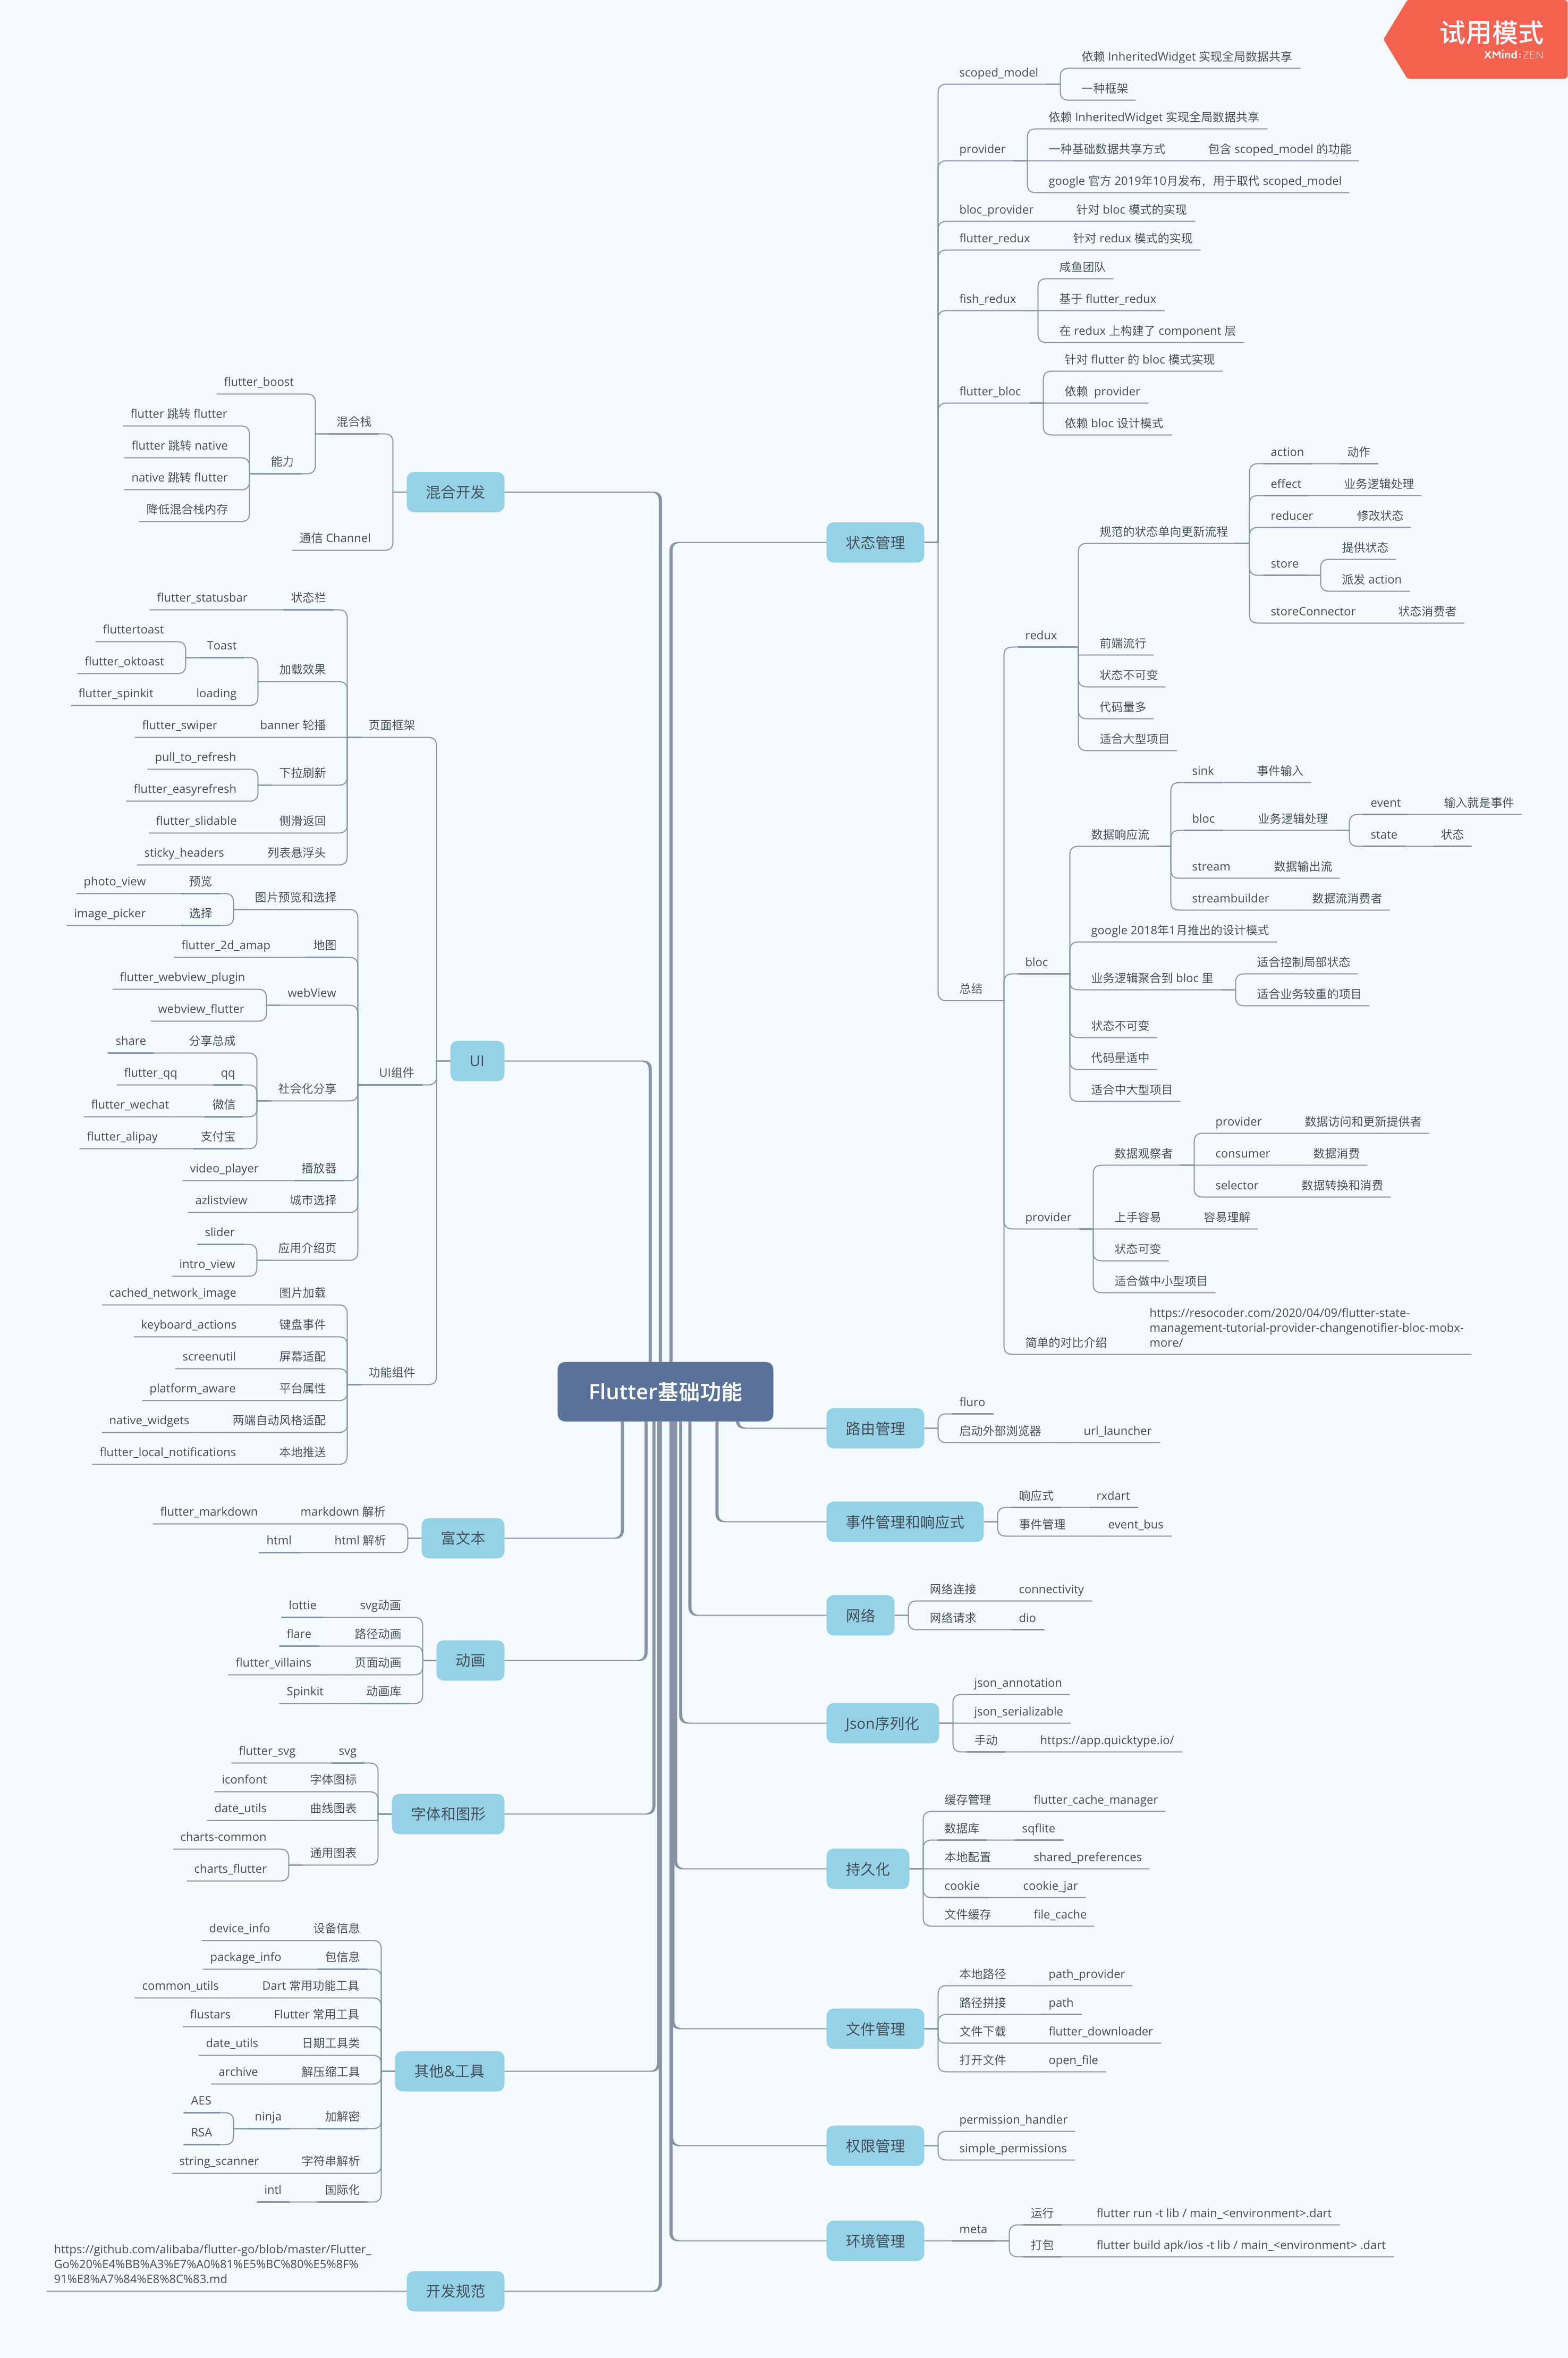 试用模式
XMind:ZEN
Flutter基础功能
状态管理
scoped_model
依赖 InheritedWidget 实现全局数据共享
一种框架
provider
依赖 InheritedWidget 实现全局数据共享
一种基础数据共享方式
包含 scoped_model 的功能
google 官方 2019年10月发布，用于取代 scoped_model
bloc_provider
针对 bloc 模式的实现
flutter_redux
针对 redux 模式的实现
fish_redux
咸鱼团队
基于 flutter_redux
在 redux 上构建了 component 层
flutter_bloc
针对 flutter 的 bloc 模式实现
依赖 provider
依赖 bloc 设计模式
总结
redux
规范的状态单向更新流程
action
动作
effect
业务逻辑处理
reducer
修改状态
store
提供状态
派发 action
storeConnector
状态消费者
前端流行
状态不可变
代码量多
适合大型项目
bloc
数据响应流
sink
事件输入
bloc
业务逻辑处理
event
输入就是事件
state
状态
stream
数据输出流
streambuilder
数据流消费者
google 2018年1月推出的设计模式
业务逻辑聚合到 bloc 里
适合控制局部状态
适合业务较重的项目
状态不可变
代码量适中
适合中大型项目
provider
数据观察者
provider
数据访问和更新提供者
consumer
数据消费
selector
数据转换和消费
上手容易
容易理解
状态可变
适合做中小型项目
简单的对比介绍
https://resocoder.com/2020/04/09/flutter-state-
management-tutorial-provider-changenotifier-bloc-mobx-
more/
路由管理
fluro
启动外部浏览器
url_launcher
事件管理和响应式
响应式
rxdart
事件管理
event_bus
网络
网络连接
connectivity
网络请求
dio
Json序列化
json_annotation
json_serializable
手动
https://app.quicktype.io/
持久化
缓存管理
flutter_cache_manager
数据库
sqflite
本地配置
shared_preferences
cookie
cookie_jar
文件缓存
file_cache
文件管理
本地路径
path_provider
路径拼接
path
文件下载
flutter_downloader
打开文件
open_file
权限管理
permission_handler
simple_permissions
环境管理
meta
运行
flutter run -t lib / main_<environment>.dart
打包
flutter build apk/ios -t lib / main_<environment> .dart
混合开发
混合栈
flutter_boost
能力
flutter 跳转 flutter
flutter 跳转 native
native 跳转 flutter
降低混合栈内存
通信 Channel
UI
页面框架
状态栏
flutter_statusbar
加载效果
Toast
fluttertoast
flutter_oktoast
loading
flutter_spinkit
banner 轮播
flutter_swiper
下拉刷新
pull_to_refresh
flutter_easyrefresh
侧滑返回
flutter_slidable
列表悬浮头
sticky_headers
UI组件
图片预览和选择
预览
photo_view
选择
image_picker
地图
flutter_2d_amap
webView
flutter_webview_plugin
webview_flutter
社会化分享
分享总成
share
qq
flutter_qq
微信
flutter_wechat
支付宝
flutter_alipay
播放器
video_player
城市选择
azlistview
应用介绍页
slider
intro_view
功能组件
图片加载
cached_network_image
键盘事件
keyboard_actions
屏幕适配
screenutil
平台属性
platform_aware
两端自动风格适配
native_widgets
本地推送
flutter_local_notifications
富文本
markdown 解析
flutter_markdown
html 解析
html
动画
svg动画
lottie
路径动画
flare
页面动画
flutter_villains
动画库
Spinkit
字体和图形
svg
flutter_svg
字体图标
iconfont
曲线图表
date_utils
通用图表
charts-common
charts_flutter
其他&工具
设备信息
device_info
包信息
package_info
Dart 常用功能工具
common_utils
Flutter 常用工具
flustars
日期工具类
date_utils
解压缩工具
archive
加解密
ninja
AES
RSA
字符串解析
string_scanner
国际化
intl
开发规范
https://github.com/alibaba/flutter-go/blob/master/Flutter_
Go%20%E4%BB%A3%E7%A0%81%E5%BC%80%E5%8F%
91%E8%A7%84%E8%8C%83.md